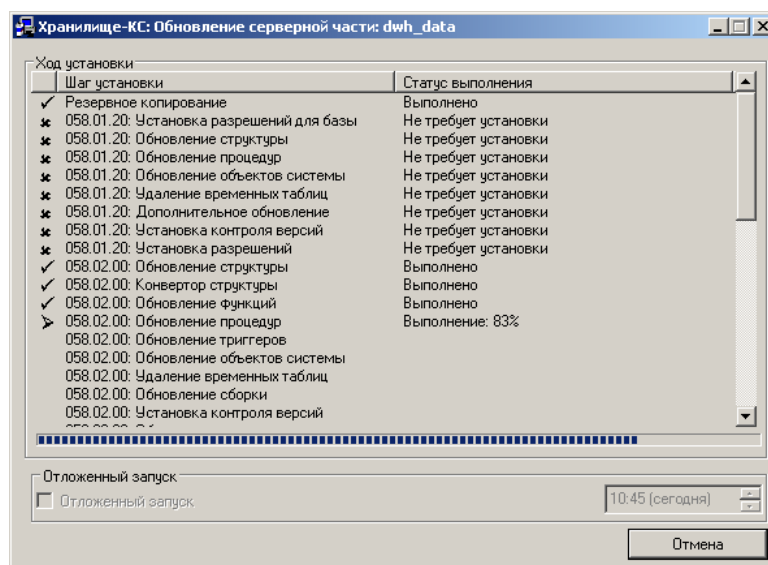 Хранилище-КС: Обновление серверной части: dwh_data
Ход установки
Шаг установки Статус выполнения
Резервное копирование Выполнено
058.01.20: Установка разрешений для базы Не требует установки
058.01.20: Обновление структуры Не требует установки
058.01.20: Обновление процедур Не требует установки
058.01.20: Обновление объектов системы Не требует установки
058.01.20: Удаление временных таблиц Не требует установки
058.01.20: Дополнительное обновление Не требует установки
058.01.20: Установка контроля версий Не требует установки
058.01.20: Установка разрешений Не требует установки
058.02.00: Обновление структуры Выполнено
058.02.00: Конвертор структуры Выполнено
058.02.00: Обновление функций Выполнено
058.02.00: Обновление процедур Выполнение: 83%
058.02.00: Обновление триггеров
058.02.00: Обновление объектов системы
058.02.00: Удаление временных таблиц
058.02.00: Обновление сборки
058.02.00: Установка контроля версий
Отложенный запуск
Отложенный запуск 10:45 (сегодня)
Отмена